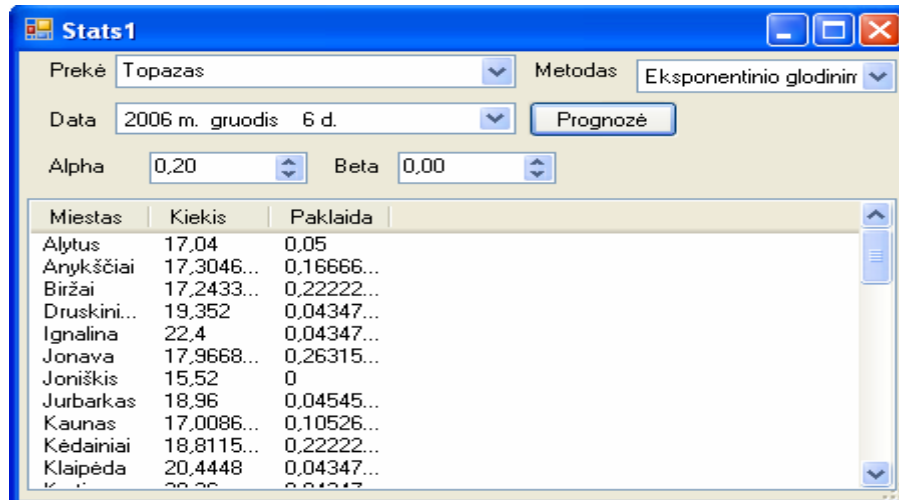 Stats1
Prekė Topazas Metodas Eksponentinio glodinim
Data 2006 m. gruodis 6 d. Prognozė
Alpha 0,20 Beta 0,00
Miestas Kiekis Paklaida
Alytus 17,04 0,05
Anykščiai 17,3046... 0,16666...
Biržai 17,2433... 0,22222...
Druskini... 19,352 0,04347...
Ignalina 22,4 0,04347...
Jonava 17,9668... 0,26315...
Joniškis 15,52 0
Jurbarkas 18,96 0,04545...
Kaunas 17,0086... 0,10526...
Kėdainiai 18,8115... 0,22222...
Klaipėda 20,4448 0,04347...